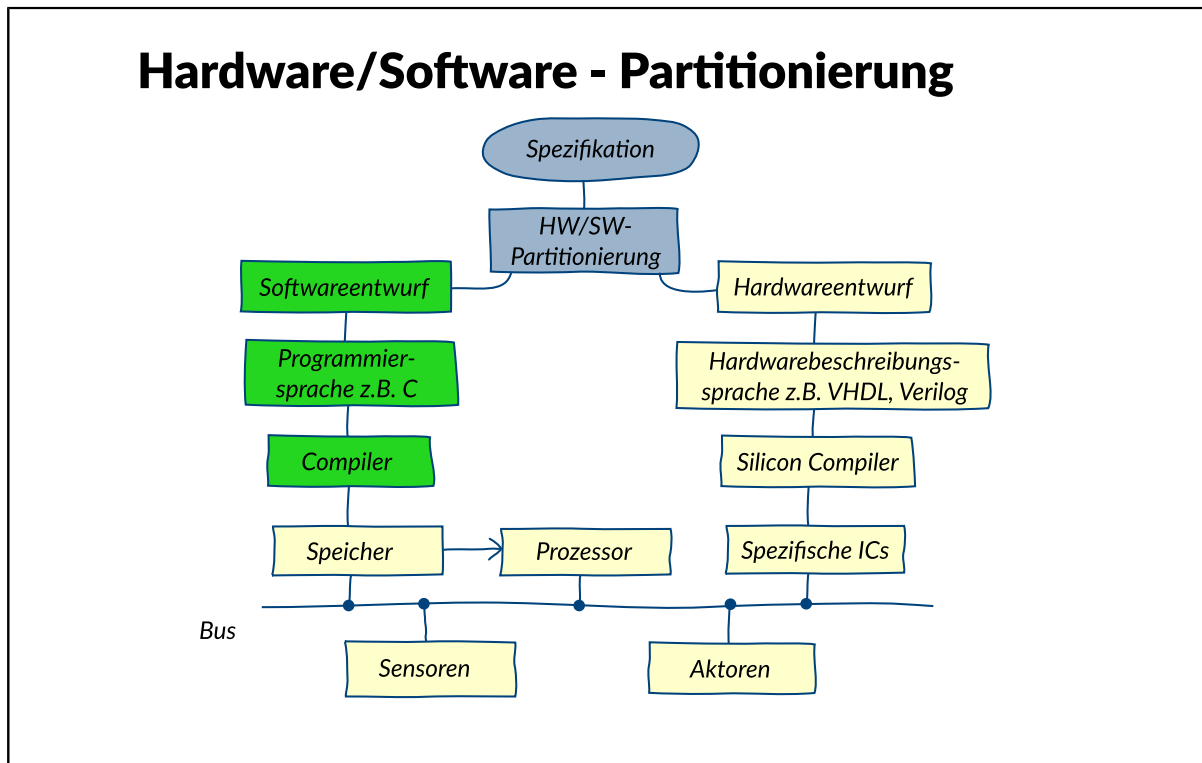 Hardware/Software - Partitionierung
Spezifikation
HW/SW-
Partitionierung
Softwareentwurf
Hardwareentwurf
Programmier-
sprache z.B. C
Hardwarebeschreibungs-
sprache z.B. VHDL, Verilog
Compiler
Silicon Compiler
Speicher
Prozessor
Spezifische ICs
Bus
Sensoren
Aktoren